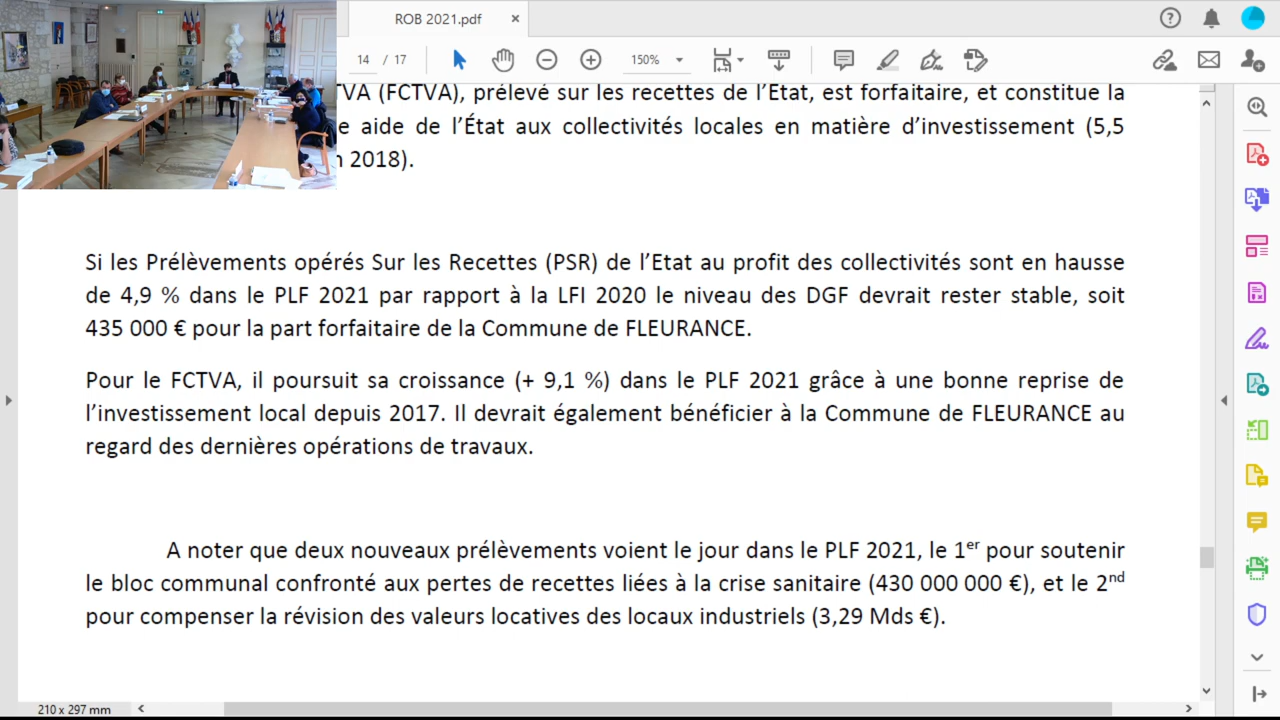 ROB 2021.pdf
14 / 17
150%
TVA (FCTVA), prélevé sur les recettes de l’Etat, est forfaitaire, et constitue la
e aide de l’État aux collectivités locales en matière d’investissement (5,5
2018).
Si les Prélèvements opérés Sur les Recettes (PSR) de l’Etat au profit des collectivités sont en hausse
de 4,9 % dans le PLF 2021 par rapport à la LFI 2020 le niveau des DGF devrait rester stable, soit
435 000 € pour la part forfaitaire de la Commune de FLEURANCE.
Pour le FCTVA, il poursuit sa croissance (+ 9,1 %) dans le PLF 2021 grâce à une bonne reprise de
l’investissement local depuis 2017. Il devrait également bénéficier à la Commune de FLEURANCE au
regard des dernières opérations de travaux.
A noter que deux nouveaux prélèvements voient le jour dans le PLF 2021, le 1er pour soutenir
le bloc communal confronté aux pertes de recettes liées à la crise sanitaire (430 000 000 €), et le 2nd
pour compenser la révision des valeurs locatives des locaux industriels (3,29 Mds €).
210 x 297 mm